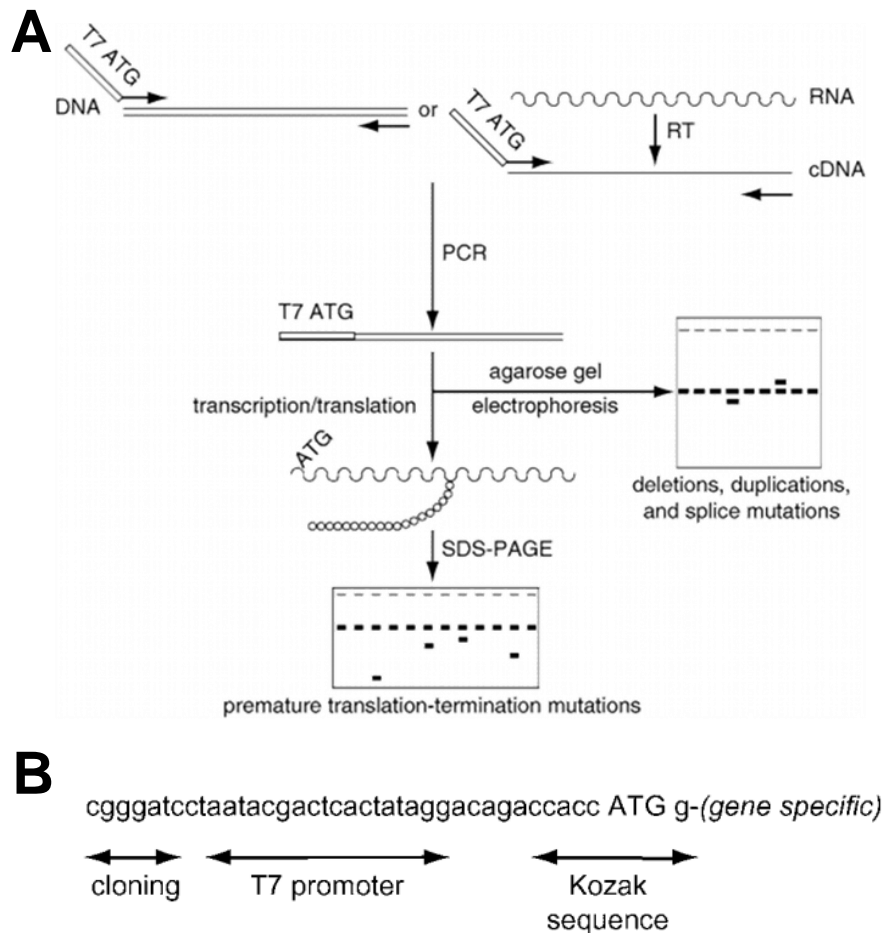 A
T7 ATG
DNA
or
T7 ATG
RNA
RT
cDNA
PCR
T7 ATG
agarose gel
transcription/translation
electrophoresis
ATG
deletions, duplications,
and splice mutations
SDS-PAGE
premature translation-termination mutations
B
cgggatcctaatacgactcactataggacagaccacc ATG g-(gene specific)
cloning
T7 promoter
Kozak
sequence